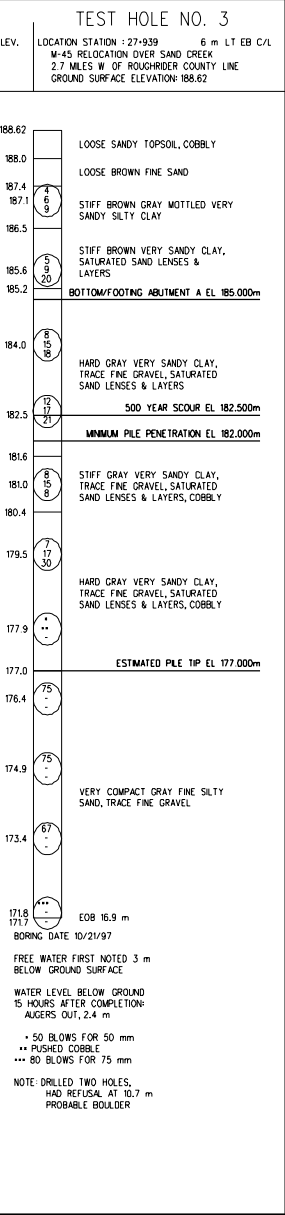 TEST HOLE NO. 3
LEV.
LOCATION STATION : 27+939 6 m LT EB C/L
M-45 RELOCATION OVER SAND CREEK
2.7 MILES W OF ROUGHRIDER COUNTY LINE
GROUND SURFACE ELEVATION: 188.62
188.62
LOOSE SANDY TOPSOIL, COBBLY
188.0
LOOSE BROWN FINE SAND
187.4
187.1
4
6
9
STIFF BROWN GRAY MOTTLED VERY
SANDY SILTY CLAY
186.5
STIFF BROWN VERY SANDY CLAY,
SATURATED SAND LENSES &
LAYERS
185.6
5
9
20
185.2
BOTTOM/FOOTING ABUTMENT A EL 185.000m
184.0
8
15
18
HARD GRAY VERY SANDY CLAY,
TRACE FINE GRAVEL, SATURATED
SAND LENSES & LAYERS
182.5
12
17
21
500 YEAR SCOUR EL 182.500m
MINIMUM PILE PENETRATION EL 182.000m
181.6
181.0
8
15
8
STIFF GRAY VERY SANDY CLAY,
TRACE FINE GRAVEL, SATURATED
SAND LENSES & LAYERS, COBBLY
180.4
179.5
7
17
30
HARD GRAY VERY SANDY CLAY,
TRACE FINE GRAVEL, SATURATED
SAND LENSES & LAYERS, COBBLY
177.9
*
**
-
ESTIMATED PILE TIP EL 177.000m
177.0
176.4
75
-
-
174.9
75
-
-
VERY COMPACT GRAY FINE SILTY
SAND, TRACE FINE GRAVEL
173.4
67
-
-
171.8
***
-
171.7
EOB 16.9 m
BORING DATE 10/21/97
FREE WATER FIRST NOTED 3 m
BELOW GROUND SURFACE
WATER LEVEL BELOW GROUND
15 HOURS AFTER COMPLETION:
AUGERS OUT, 2.4 m
* 50 BLOWS FOR 50 mm
** PUSHED COBBLE
*** 80 BLOWS FOR 75 mm
NOTE: DRILLED TWO HOLES,
HAD REFUSAL AT 10.7 m
PROBABLE BOULDER